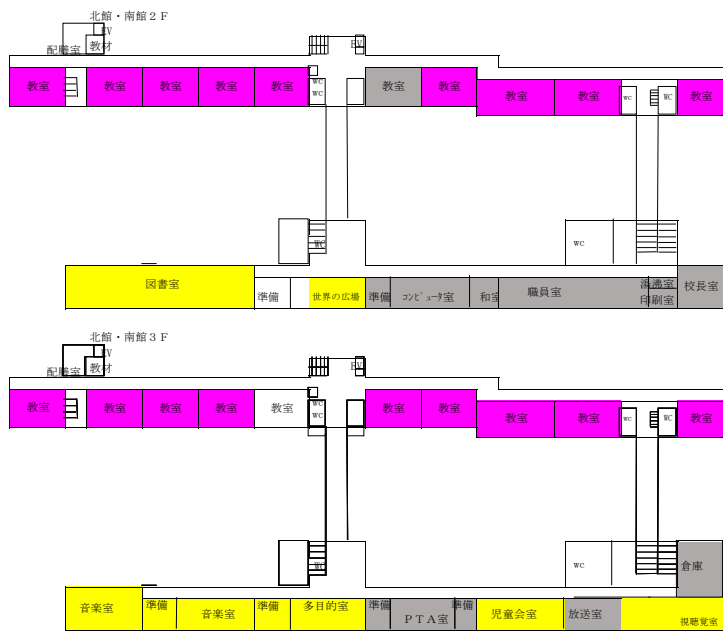 北館・南館２Ｆ
EV
配膳室 教材
EV
教室 教室 教室 教室 教室 WC 教室 教室 教室 教室 WC WC 教室
WC
WC WC
図書室 準備 世界の広場 準備 コンピュータ室 和室 職員室 湯沸室 校長室
印刷室
北館・南館３Ｆ
EV
配膳室 教材
EV
教室 教室 教室 教室 教室 WC 教室 教室 教室 教室 WC WC 教室
WC
WC WC 倉庫
音楽室 準備 音楽室 準備 多目的室 準備 ＰＴＡ室 準備 児童会室 放送室 視聴覚室